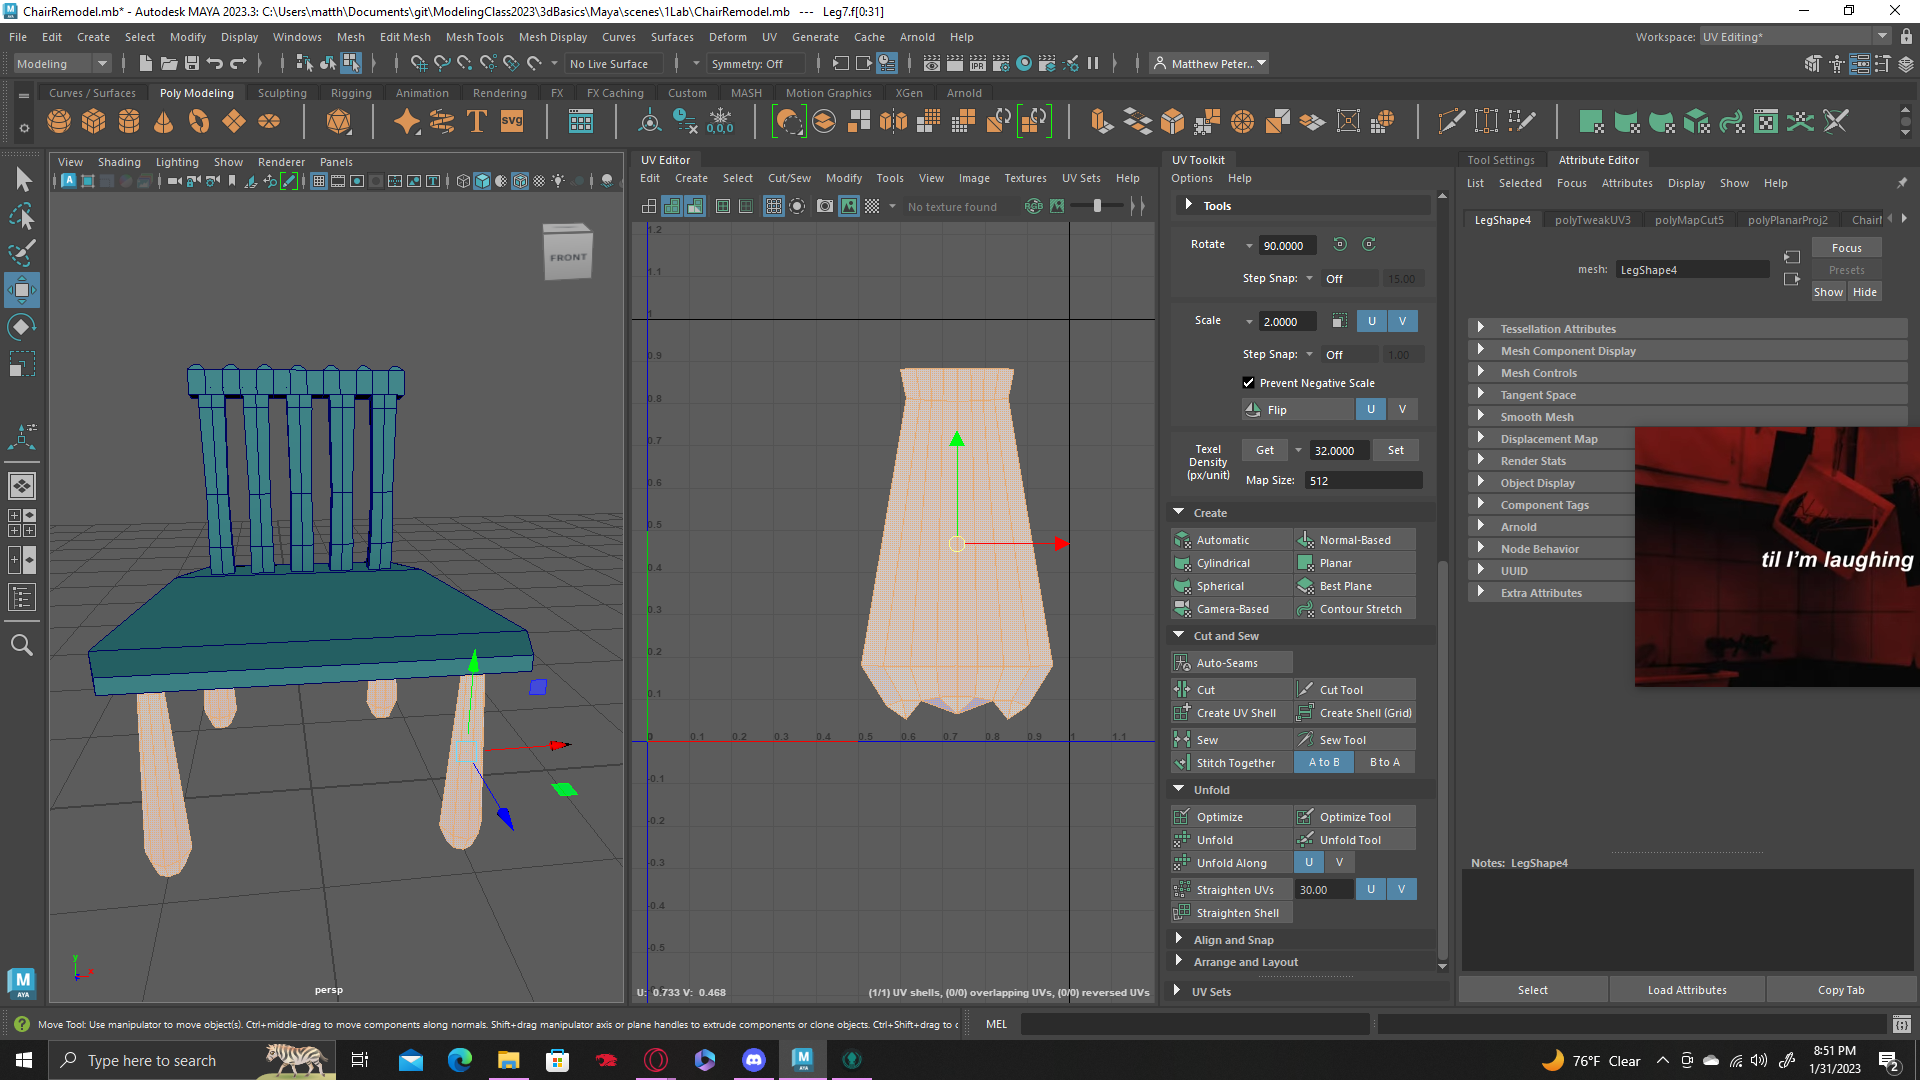 ChairRemodel.mb* - Autodesk MAYA 2023.3: C:\Users\matth\Documents\git\ModelingClass2023\3dBasics\Maya\scenes\1Lab\ChairRemodel.mb   ---   Leg7.f[0:31]
File Edit Create Select Modify Display Windows Mesh Edit Mesh Mesh Tools Mesh Display Curves Surfaces Deform UV Generate Cache Arnold Help
Workspace: UV Editing*
Modeling
No Live Surface
Symmetry: Off
Matthew Peter..
Curves / Surfaces Poly Modeling Sculpting Rigging Animation Rendering FX FX Caching Custom MASH Motion Graphics XGen Arnold
svg
0,0,0
IPR
View Shading Lighting Show Renderer Panels
FRONT
persp
UV Editor
Edit Create Select Cut/Sew Modify Tools View Image Textures UV Sets Help
No texture found
RGB
1.2
1.1
1
0.9
0.8
0.7
0.6
0.5
0.4
0.3
0.2
0.1
0 0.1 0.2 0.3 0.4 0.5 0.6 0.7 0.8 0.9 1 1.1
-0.1
-0.2
-0.3
-0.4
-0.5
U: 0.733 V: 0.468
(1/1) UV shells, (0/0) overlapping UVs, (0/0) reversed UVs
UV Toolkit
Options Help
Tools
Rotate 90.0000
Step Snap: Off 15.00
Scale 2.0000 U V
Step Snap: Off 1.00
Prevent Negative Scale
Flip U V
Texel Density (px/unit) Get 32.0000 Set
Map Size: 512
Create
Automatic Normal-Based
Cylindrical Planar
Spherical Best Plane
Camera-Based Contour Stretch
Cut and Sew
Auto-Seams
Cut Cut Tool
Create UV Shell Create Shell (Grid)
Sew Sew Tool
Stitch Together A to B B to A
Unfold
Optimize Optimize Tool
Unfold Unfold Tool
Unfold Along U V
Straighten UVs 30.00 U V
Straighten Shell
Align and Snap
Arrange and Layout
UV Sets
Tool Settings Attribute Editor
List Selected Focus Attributes Display Show Help
LegShape4 polyTweakUV3 polyMapCut5 polyPlanarProj2
Focus
mesh: LegShape4
Presets
Show Hide
Tessellation Attributes
Mesh Component Display
Mesh Controls
Tangent Space
Smooth Mesh
Displacement Map
Render Stats
Object Display
Component Tags
Arnold
Node Behavior
UUID
Extra Attributes
til I'm laughing
Notes: LegShape4
Select Load Attributes Copy Tab
Move Tool: Use manipulator to move object(s). Ctrl+middle-drag to move components along normals. Shift+drag manipulator axis or plane handles to extrude components or clone objects. Ctrl+Shift+drag to
MEL
Type here to search
76°F Clear
8:51 PM
1/31/2023
2